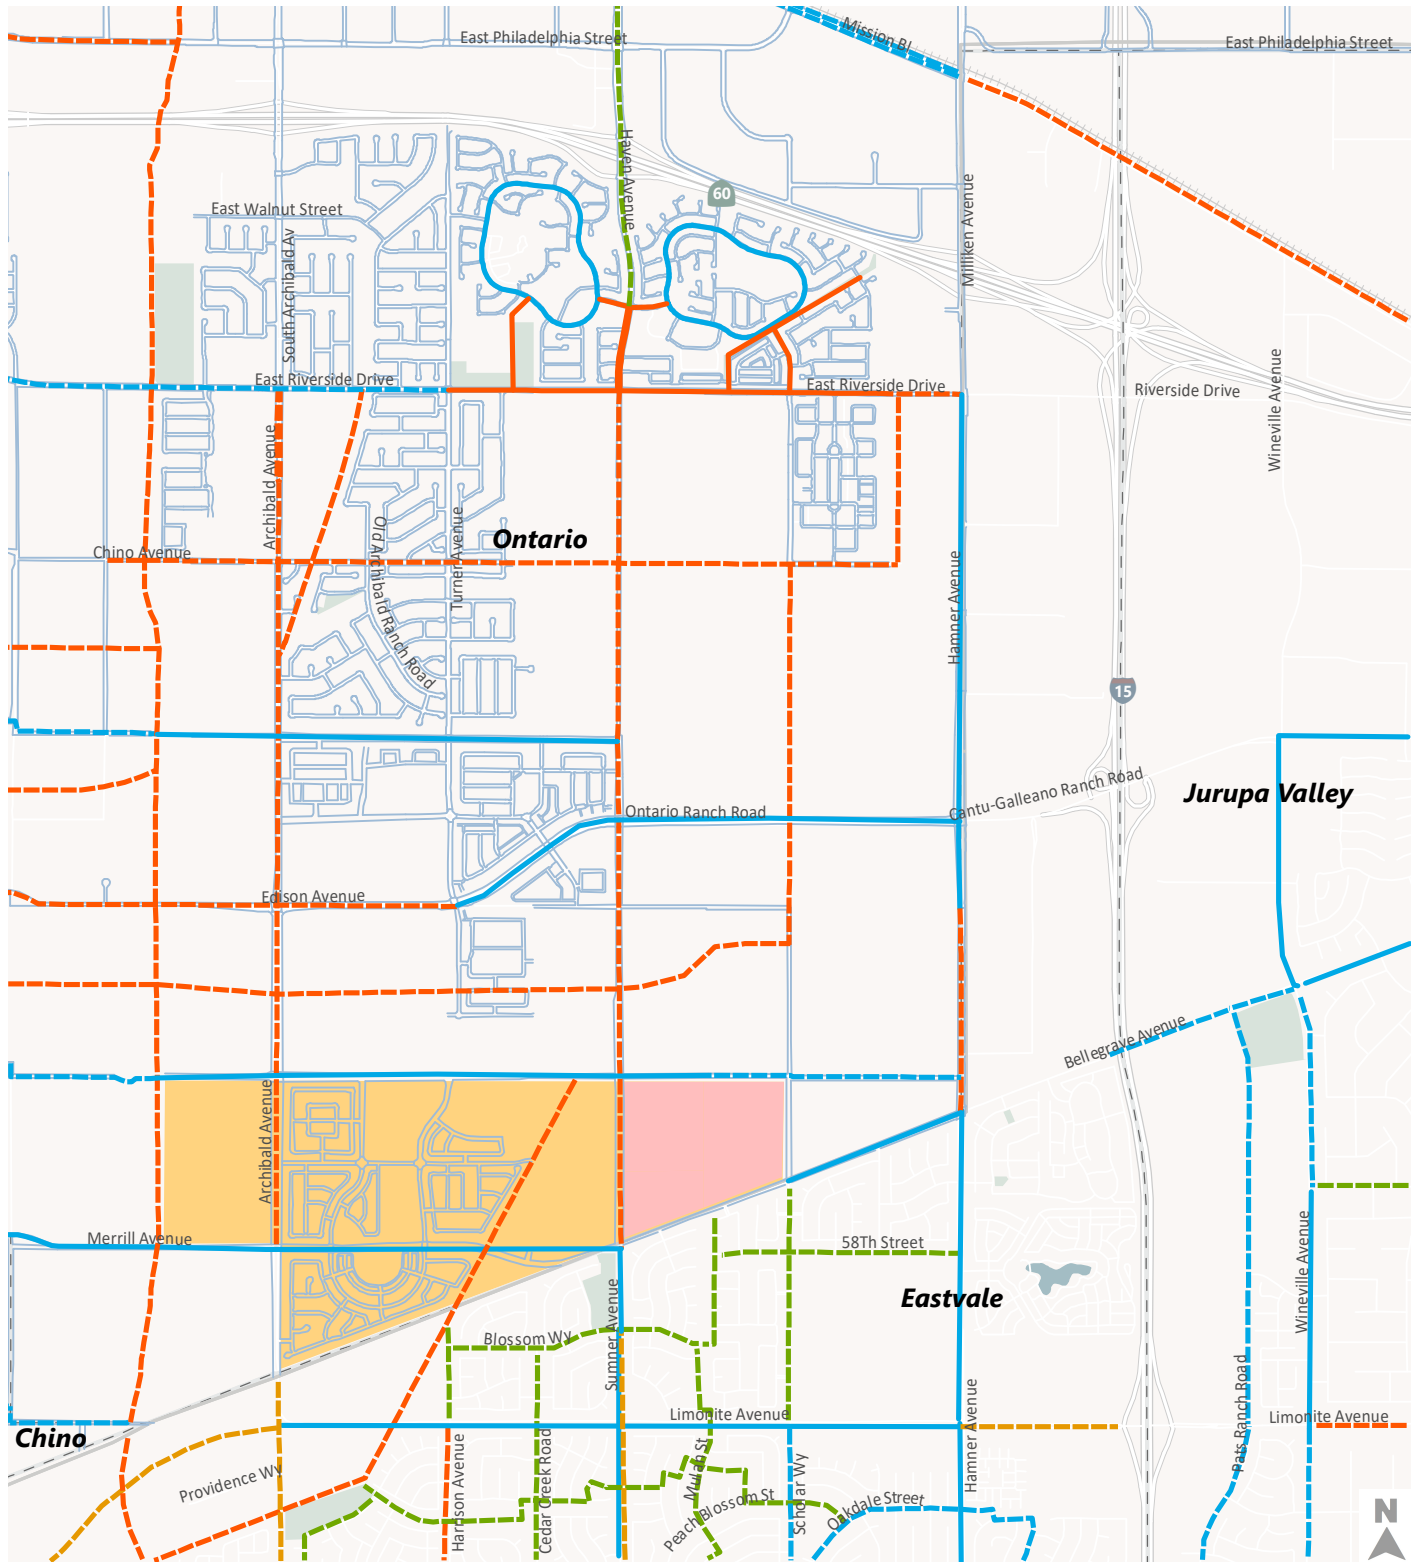 Mission Bl
East Philadelphia Street
East Philadelphia Street
Haven Avenue
60
Milliken Avenue
East Walnut Street
South Archibald Av
East Riverside Drive
East Riverside Drive
Riverside Drive
Wineville Avenue
Archibald Avenue
Old Archibald Ranch Road
Turner Avenue
Ontario
Chino Avenue
Hamner Avenue
15
Cantu-Galleano Ranch Road
Jurupa Valley
Ontario Ranch Road
Edison Avenue
Bellegrave Avenue
Archibald Avenue
Merrill Avenue
58Th Street
Eastvale
Wineville Avenue
Sumner Avenue
Blossom Wy
Pats Ranch Road
Limonite Avenue
Limonite Avenue
Hamner Avenue
Chino
Providence Wy
Harrison Avenue
Cedar Creek Road
Mulan St
Peach Blossom St
Scholar Wy
Oakdale Street
N